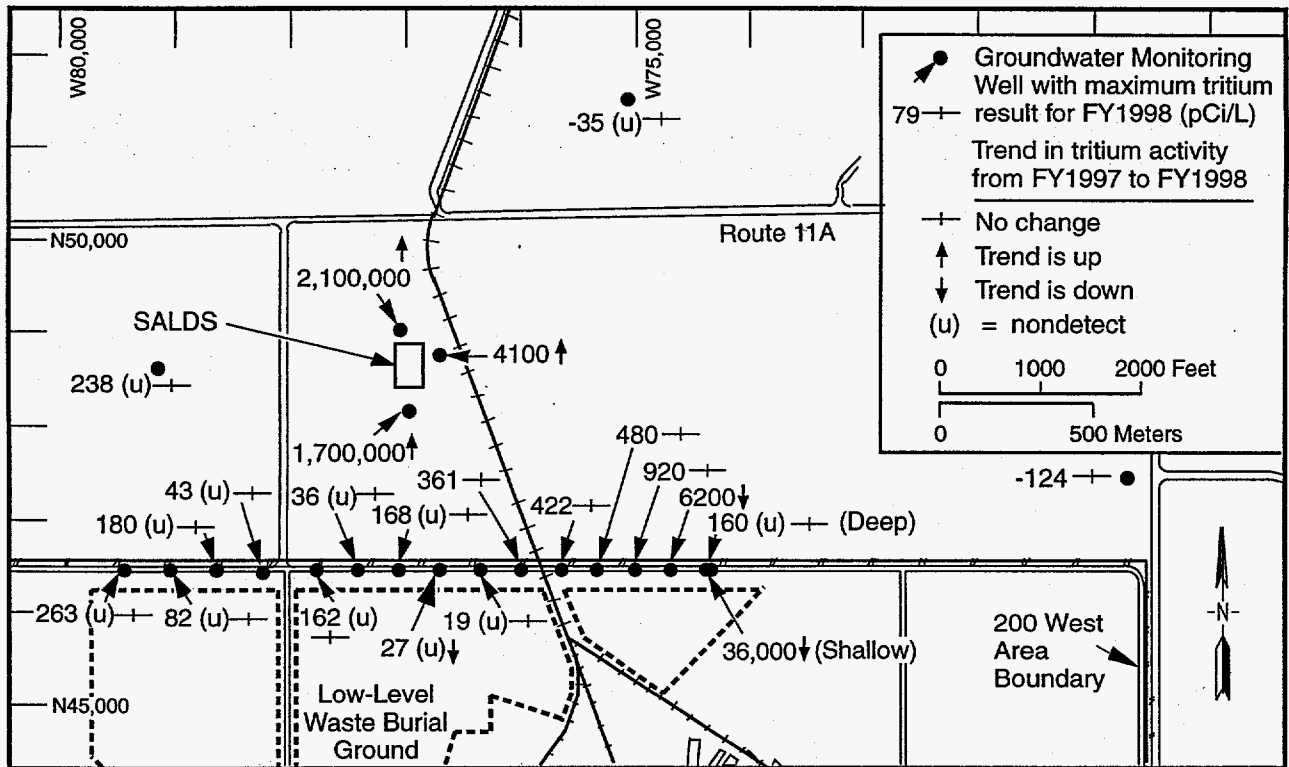 W80,000
W75,000
-35 (u)
Groundwater Monitoring
Well with maximum tritium
79 result for FY1998 (pCi/L)
Trend in tritium activity
from FY1997 to FY1998
No change
Trend is up
Trend is down
(u) = nondetect
0 1000 2000 Feet
0 500 Meters
N50,000
Route 11A
2,100,000
SALDS
4100
238 (u)
1,700,000
480
920
361
6200
-124
43 (u)
36 (u)
422
160 (u) (Deep)
180 (u)
168 (u)
263 (u)
82 (u)
162 (u)
19 (u)
27 (u)
36,000 (Shallow)
200 West
Area
Boundary
-N-
N45,000
Low-Level
Waste Burial
Ground